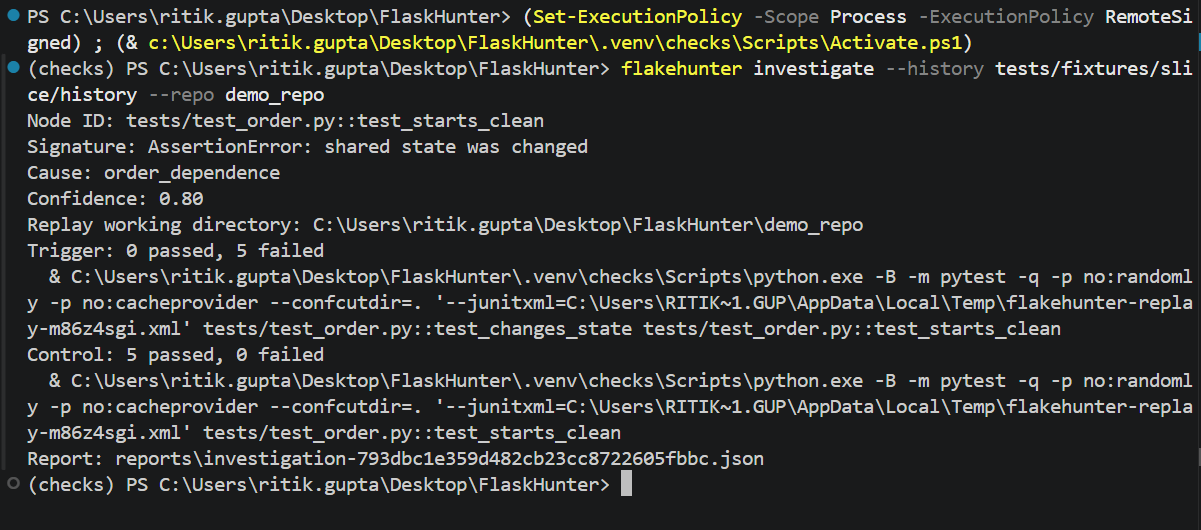 PS C:\Users\ritik.gupta\Desktop\FlaskHunter> (Set-ExecutionPolicy -Scope Process -ExecutionPolicy RemoteSi
gned) ; (& c:\Users\ritik.gupta\Desktop\FlaskHunter\.venv\checks\Scripts\Activate.ps1)
(checks) PS C:\Users\ritik.gupta\Desktop\FlaskHunter> flakehunter investigate --history tests/fixtures/sli
ce/history --repo demo_repo
Node ID: tests/test_order.py::test_starts_clean
Signature: AssertionError: shared state was changed
Cause: order_dependence
Confidence: 0.80
Replay working directory: C:\Users\ritik.gupta\Desktop\FlaskHunter\demo_repo
Trigger: 0 passed, 5 failed
  & C:\Users\ritik.gupta\Desktop\FlaskHunter\.venv\checks\Scripts\python.exe -B -m pytest -q -p no:randoml
y -p no:cacheprovider --confcutdir=. '--junitxml=C:\Users\RITIK~1.GUP\AppData\Local\Temp\flakehunter-repla
y-m86z4sgi.xml' tests/test_order.py::test_changes_state tests/test_order.py::test_starts_clean
Control: 5 passed, 0 failed
  & C:\Users\ritik.gupta\Desktop\FlaskHunter\.venv\checks\Scripts\python.exe -B -m pytest -q -p no:randoml
y -p no:cacheprovider --confcutdir=. '--junitxml=C:\Users\RITIK~1.GUP\AppData\Local\Temp\flakehunter-repla
y-m86z4sgi.xml' tests/test_order.py::test_starts_clean
Report: reports\investigation-793dbc1e359d482cb23cc8722605fbbc.json
(checks) PS C:\Users\ritik.gupta\Desktop\FlaskHunter>